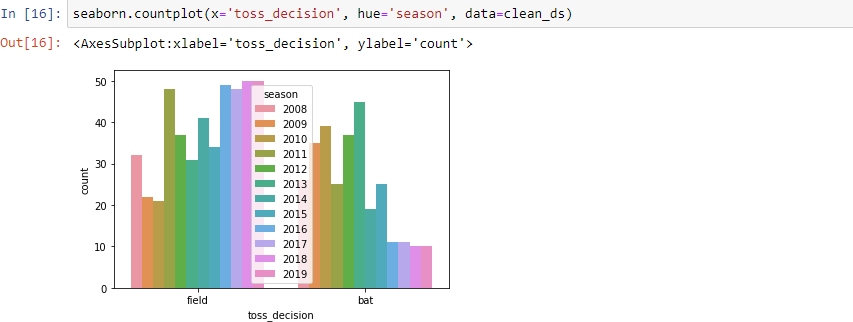 In [16]: seaborn.countplot(x='toss_decision', hue='season', data=clean_ds)
Out[16]: <AxesSubplot:xlabel='toss_decision', ylabel='count'>
50
40
30
20
10
0
count
season
2008
2009
2010
2011
2012
2013
2014
2015
2016
2017
2018
2019
field
bat
toss_decision